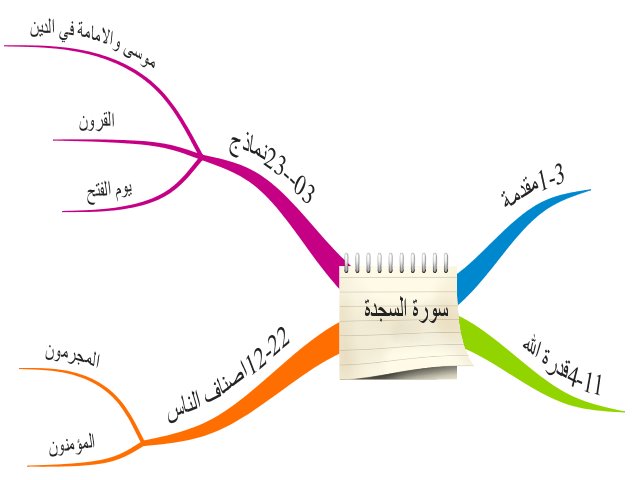 سورة السجدة
1-3مقدمة
4-11قدرة الله
12-22اصناف الناس
المجرمون
المؤمنون
23--03نماذج
موسى والامامة في الدين
القرون
يوم الفتح